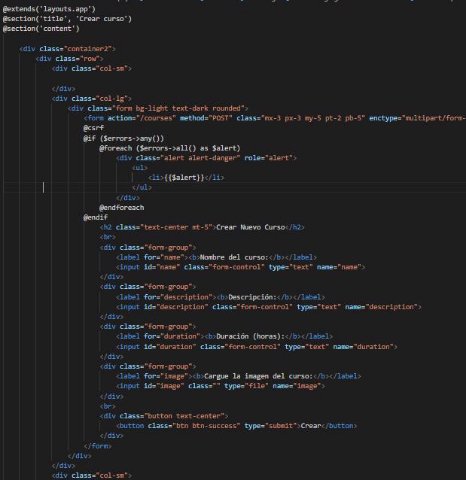 @extends('layouts.app')
@section('title', 'Crear curso')
@section('content')
<div class="container2">
<div class="row">
<div class="col-sm">
</div>
<div class="col-lg">
<div class="form bg-light text-dark rounded">
<form action="/courses" method="POST" class="mx-3 px-3 my-5 pt-2 pb-5" enctype="multipart/form-
@csrf
@if ($errors->any())
@foreach ($errors->all() as $alert)
<div class="alert alert-danger" role="alert">
<ul>
<li>{{$alert}}</li>
</ul>
</div>
@endforeach
@endif
<h2 class="text-center mt-5">Crear Nuevo Curso</h2>
<br>
<div class="form-group">
<label for="name"><b>Nombre del curso:</b></label>
<input id="name" class="form-control" type="text" name="name">
</div>
<div class="form-group">
<label for="description"><b>Descripción:</b></label>
<input id="description" class="form-control" type="text" name="description">
</div>
<div class="form-group">
<label for="duration"><b>Duración (horas):</b></label>
<input id="duration" class="form-control" type="text" name="duration">
</div>
<div class="form-group">
<label for="image"><b>Cargue la imagen del curso:</b></label>
<input id="image" class="" type="file" name="image">
</div>
<br>
<div class="button text-center">
<button class="btn btn-success" type="submit">Crear</button>
</div>
</form>
</div>
</div>
<div class="col-sm">